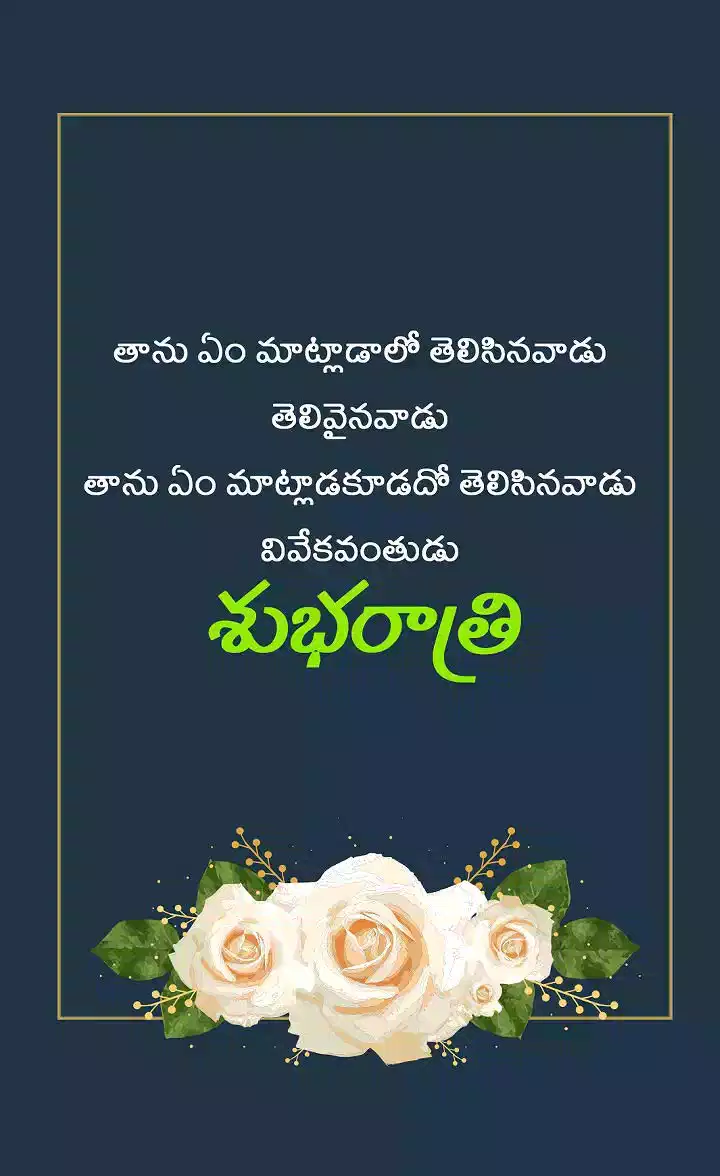 తాను ఏం మాట్లాడాలో తెలిసినవాడు
తెలివైనవాడు
తాను ఏం మాట్లాడకూడదో తెలిసినవాడు
వివేకవంతుడు
శుభరాత్రి